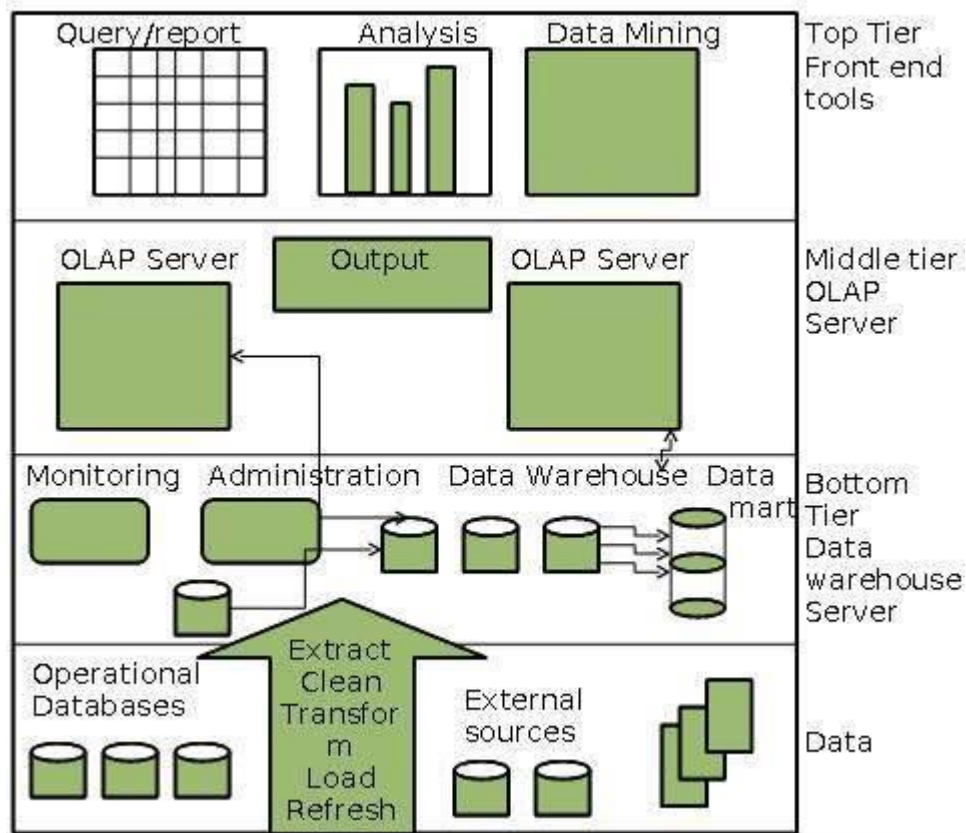 Query/report
Analysis
Data Mining
Top Tier
Front end
tools
OLAP Server
Output
OLAP Server
Middle tier
OLAP
Server
Monitoring
Administration
Data Warehouse
Data
mart
Bottom
Tier
Data
warehouse
Server
Operational
Databases
Extract
Clean
Transfor
m
Load
Refresh
External
sources
Data